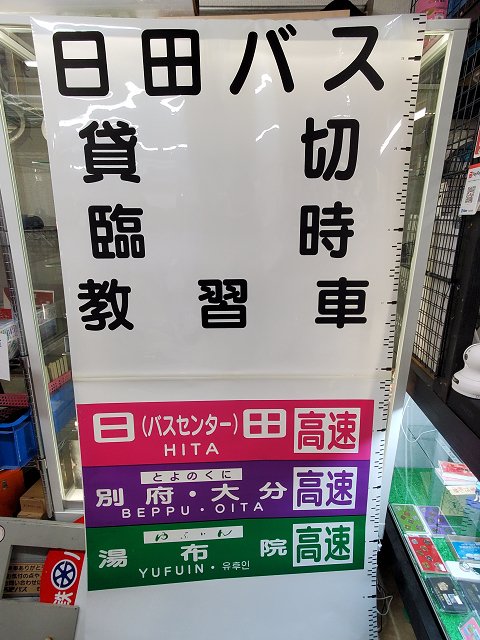 日田バス
貸切
臨時
教習車
日(バスセンター)田 高速
HITA
とよのくに
別府・大分 高速
BEPPU・OITA
ゆふいん
湯布院 高速
YUFUIN・유후인